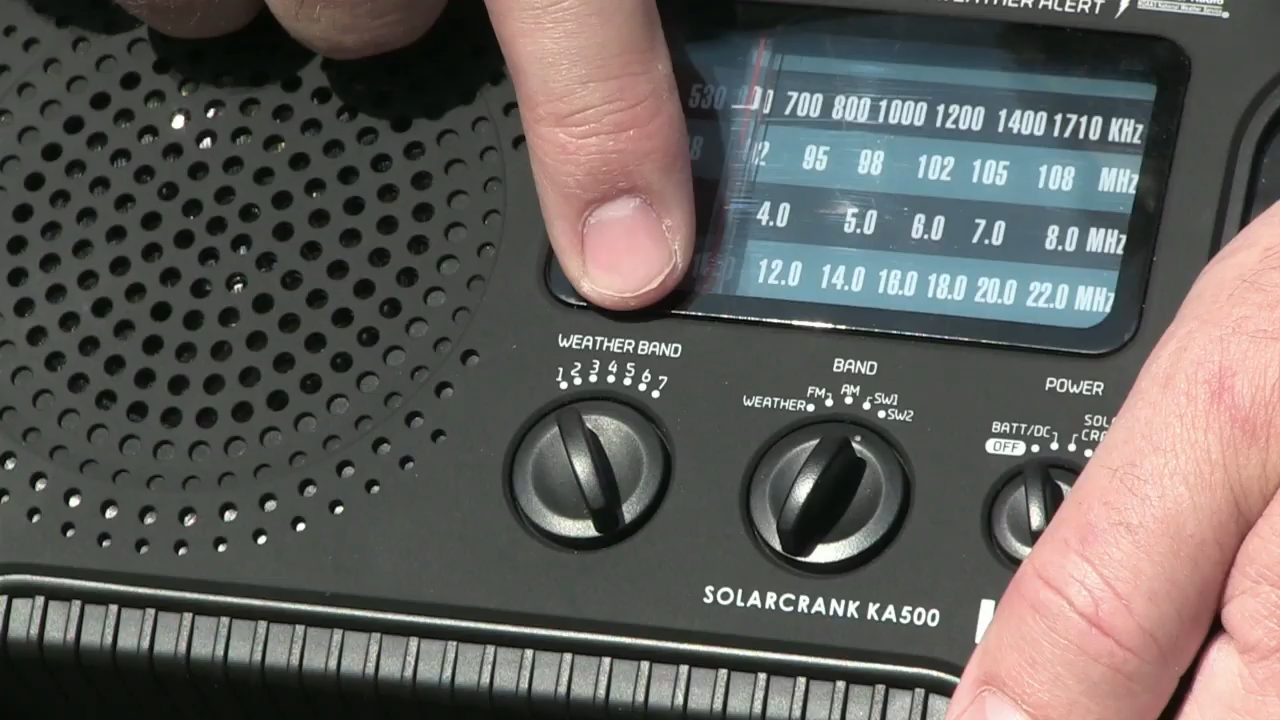 WEATHER ALERT
530 600 700 800 1000 1200 1400 1710 KHz
92 95 98 102 105 108 MHz
4.0 5.0 6.0 7.0 8.0 MHz
12.0 14.0 16.0 18.0 20.0 22.0 MHz
WEATHER BAND
1 2 3 4 5 6 7
BAND
WEATHER FM AM SW1
SW2
POWER
BATT/DC
OFF
SOLARCRANK KA500